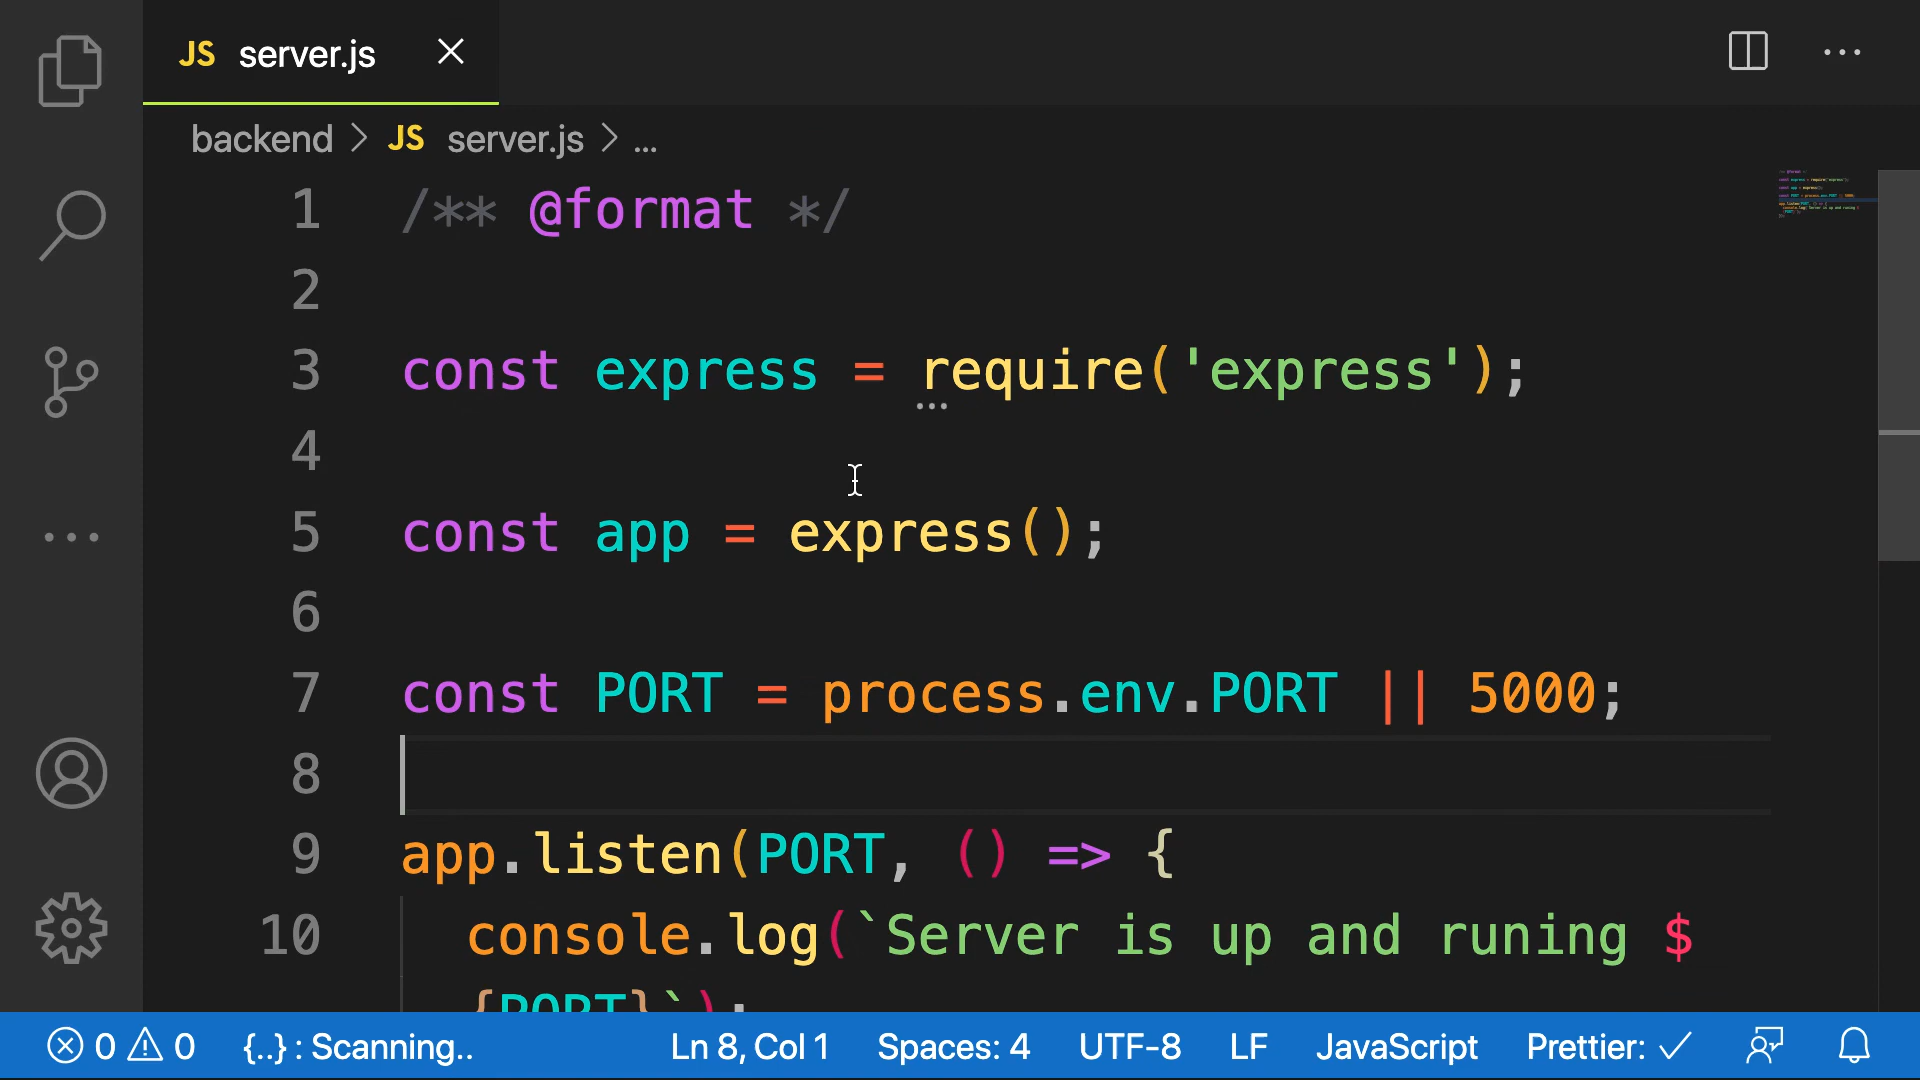 JS server.js
backend > JS server.js > ...
1 /** @format */
2
3 const express = require('express');
4
5 const app = express();
6
7 const PORT = process.env.PORT || 5000;
8
9 app.listen(PORT, () => {
10 console.log(`Server is up and runing $
{PORT}`);
0 0 {..} : Scanning.. Ln 8, Col 1 Spaces: 4 UTF-8 LF JavaScript Prettier: ✓